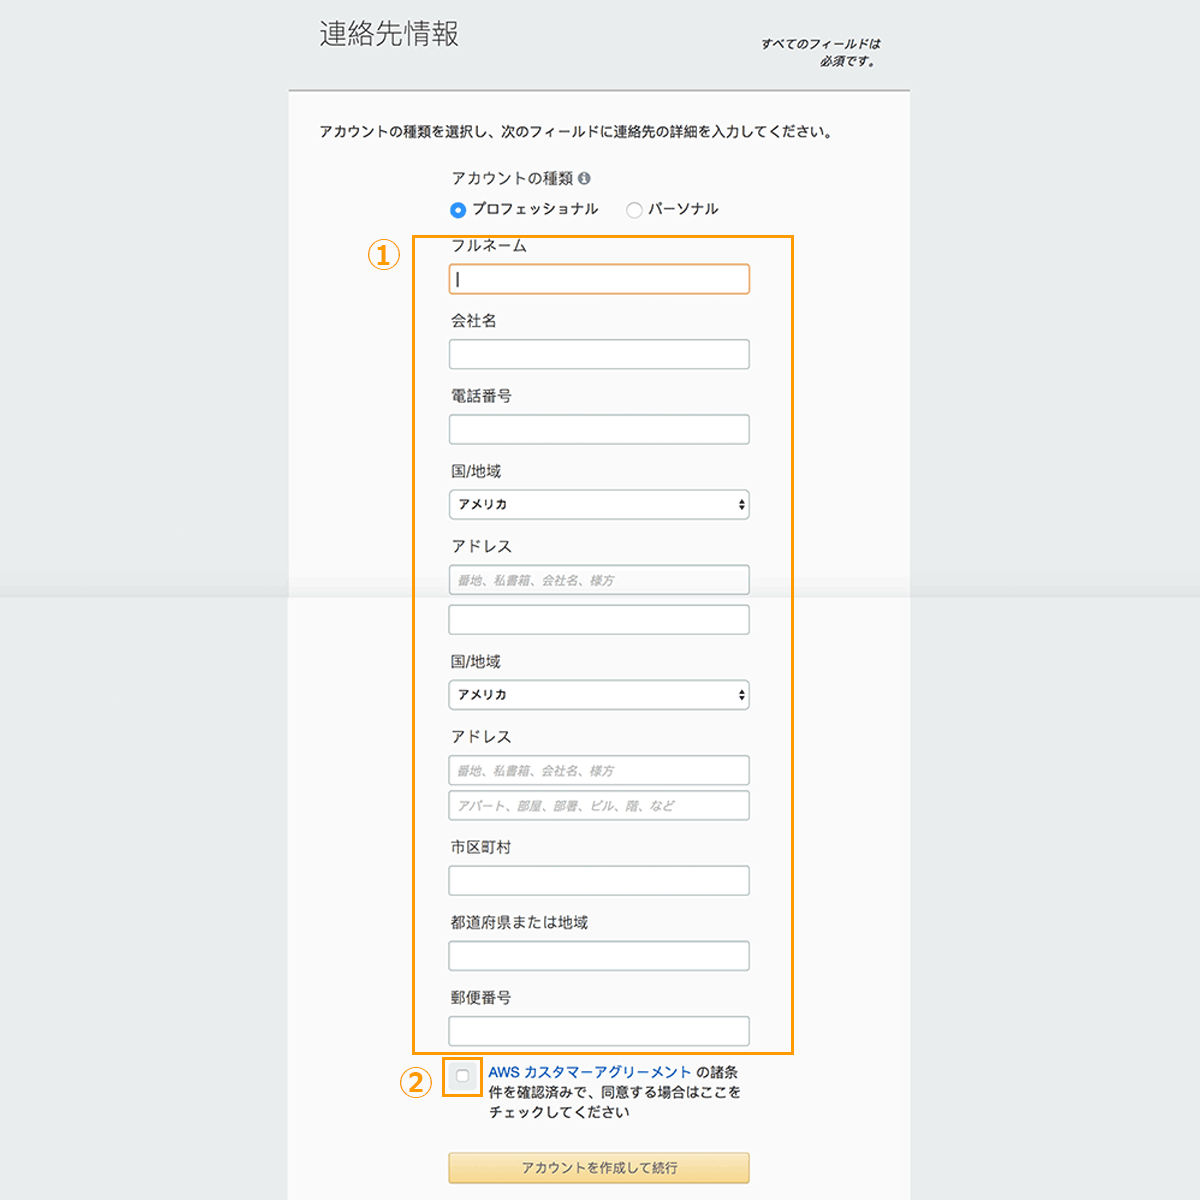 連絡先情報
すべてのフィールドは
必須です。
アカウントの種類を選択し、次のフィールドに連絡先の詳細を入力してください。
アカウントの種類
プロフェッショナル パーソナル
①
フルネーム
会社名
電話番号
国/地域
アメリカ
アドレス
番地、私書箱、会社名、様方
国/地域
アメリカ
アドレス
番地、私書箱、会社名、様方
アパート、部屋、部署、ビル、階、など
市区町村
都道府県または地域
郵便番号
② AWS カスタマーアグリーメント の諸条
件を確認済みで、同意する場合はここを
チェックしてください
アカウントを作成して続行